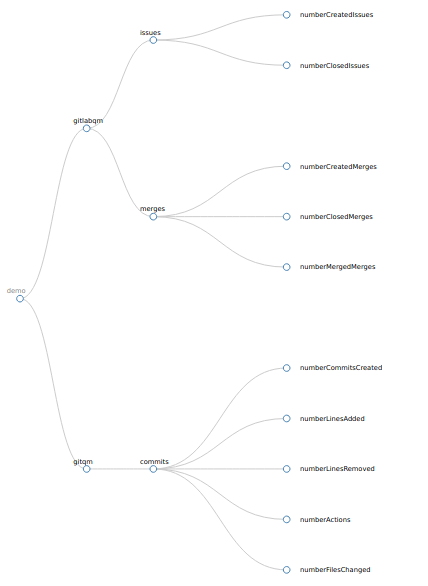 numberCreatedIssues
issues
numberClosedIssues
gitlabqm
numberCreatedMerges
merges
numberClosedMerges
numberMergedMerges
demo
numberCommitsCreated
numberLinesAdded
gitqm
commits
numberLinesRemoved
numberActions
numberFilesChanged